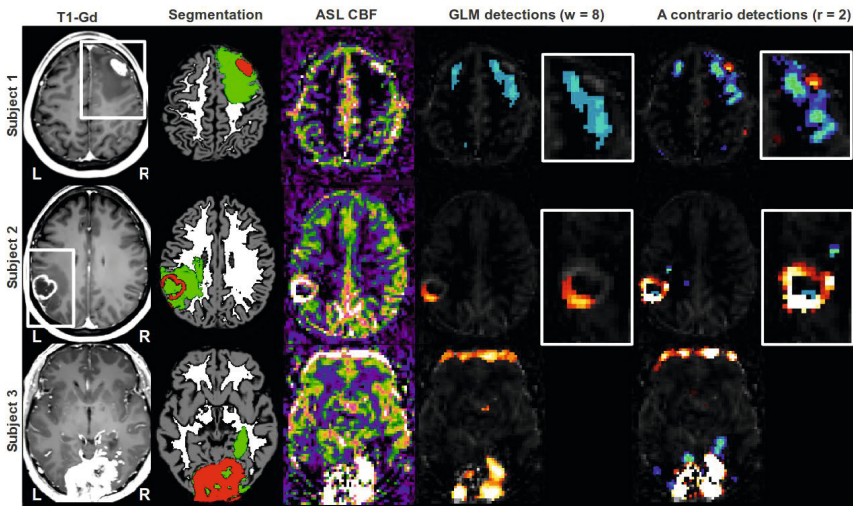 T1-Gd Segmentation ASL CBF GLM detections (w = 8) A contrario detections (r = 2)
Subject 1
L R
Subject 2
L R
Subject 3
L R